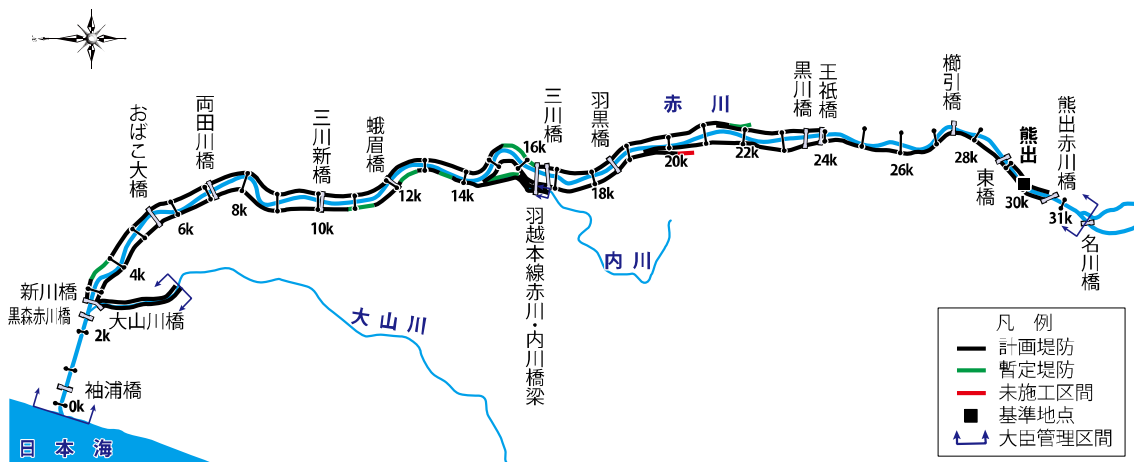 おばこ大橋
両田川橋
三川新橋
蛾眉橋
三川橋
羽黒橋
赤川
黒川橋
王祇橋
櫛引橋
熊出
熊出赤川橋
東橋
名川橋
羽越本線赤川・内川橋梁
内川
大山川
新川橋
黒森赤川橋
大山川橋
袖浦橋
日本海
0k
2k
4k
6k
8k
10k
12k
14k
16k
18k
20k
22k
24k
26k
28k
30k
31k
凡 例
計画堤防
暫定堤防
未施工区間
基準地点
大臣管理区間